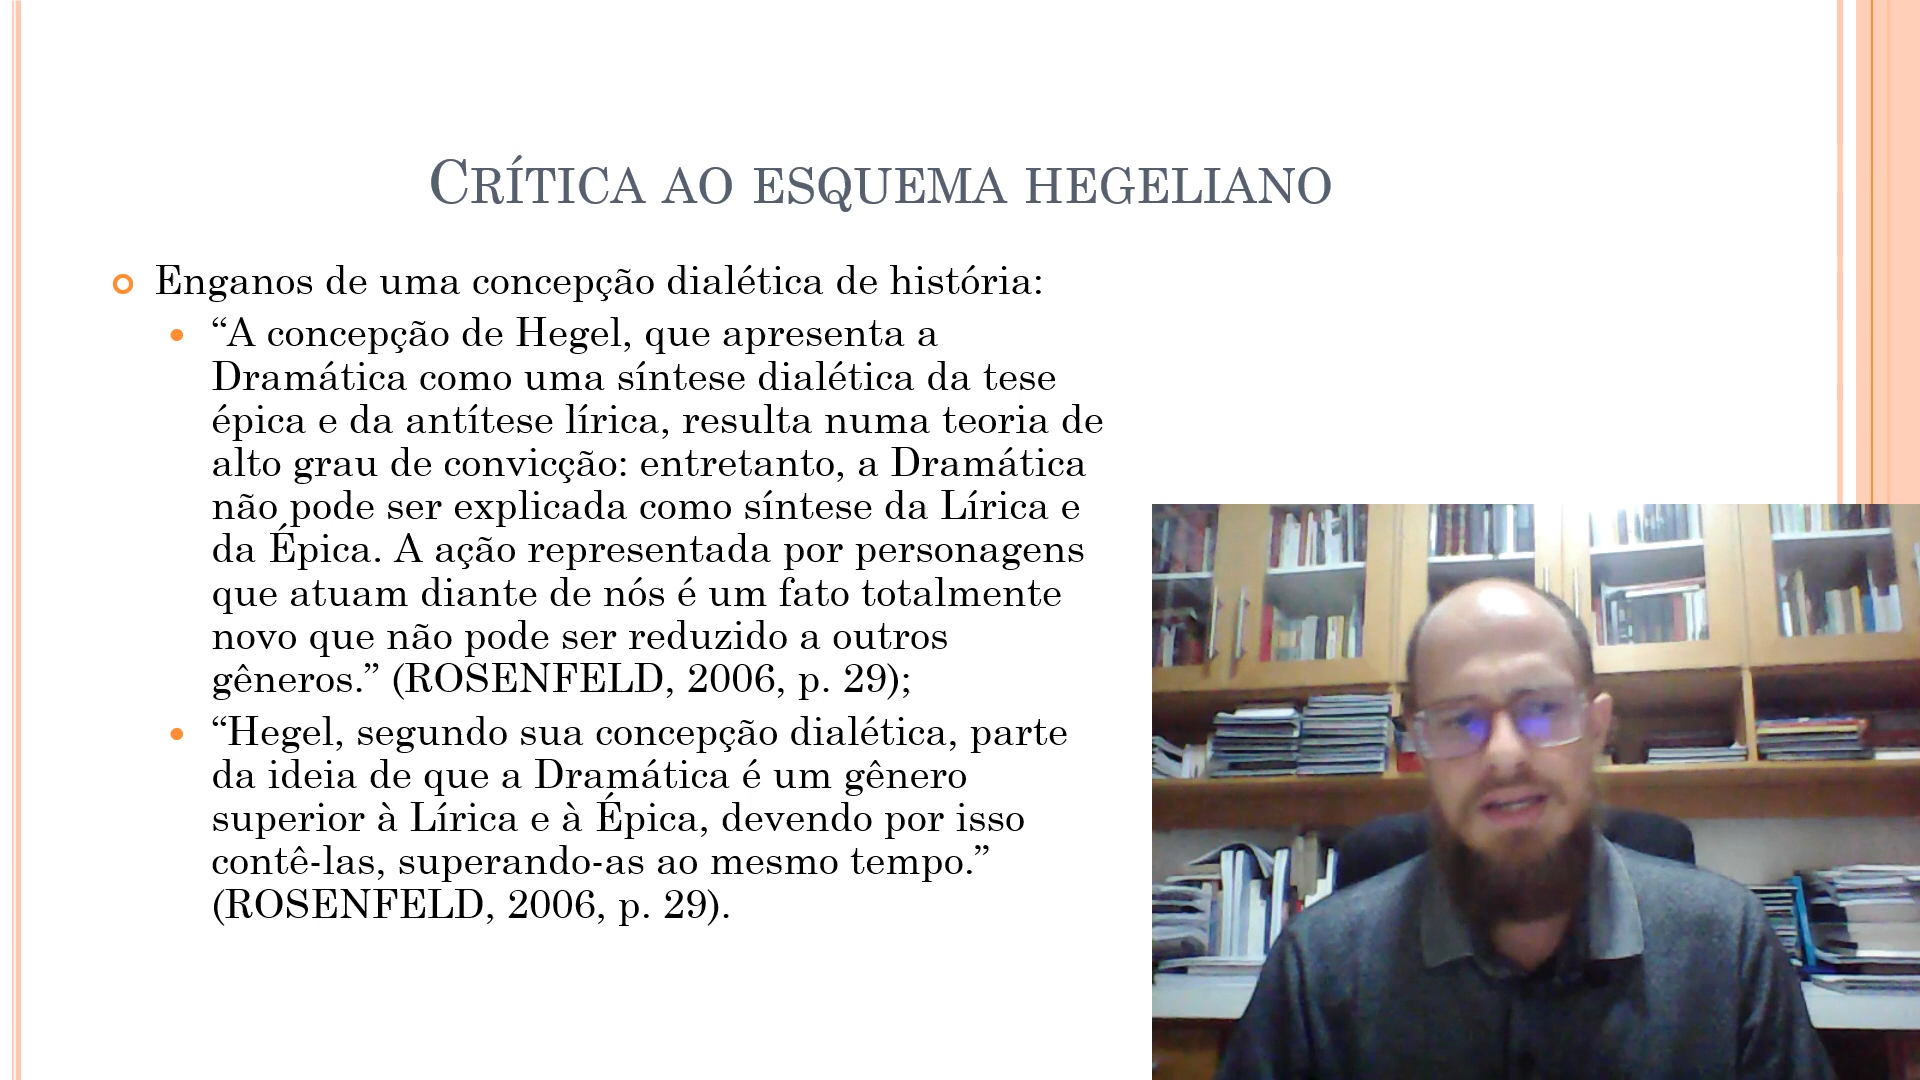 CRÍTICA AO ESQUEMA HEGELIANO
Enganos de uma concepção dialética de história:
“A concepção de Hegel, que apresenta a
Dramática como uma síntese dialética da tese
épica e da antítese lírica, resulta numa teoria de
alto grau de convicção: entretanto, a Dramática
não pode ser explicada como síntese da Lírica e
da Épica. A ação representada por personagens
que atuam diante de nós é um fato totalmente
novo que não pode ser reduzido a outros
gêneros.” (ROSENFELD, 2006, p. 29);
“Hegel, segundo sua concepção dialética, parte
da ideia de que a Dramática é um gênero
superior à Lírica e à Épica, devendo por isso
contê-las, superando-as ao mesmo tempo.”
(ROSENFELD, 2006, p. 29).